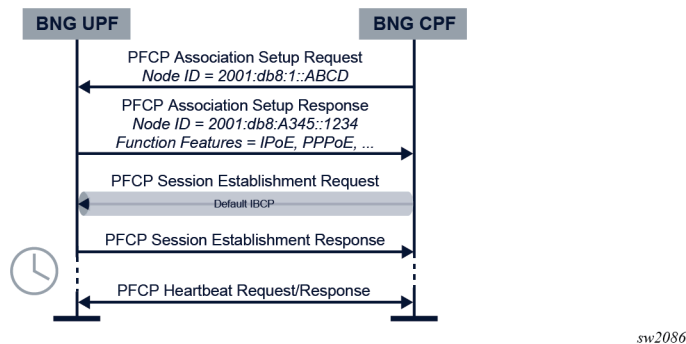 BNG UPF
BNG CPF
PFCP Association Setup Request
Node ID = 2001:db8:1::ABCD
PFCP Association Setup Response
Node ID = 2001:db8:A345::1234
Function Features = IPoE, PPPoE, ...
PFCP Session Establishment Request
Default IBCP
PFCP Session Establishment Response
PFCP Heartbeat Request/Response
sw2086